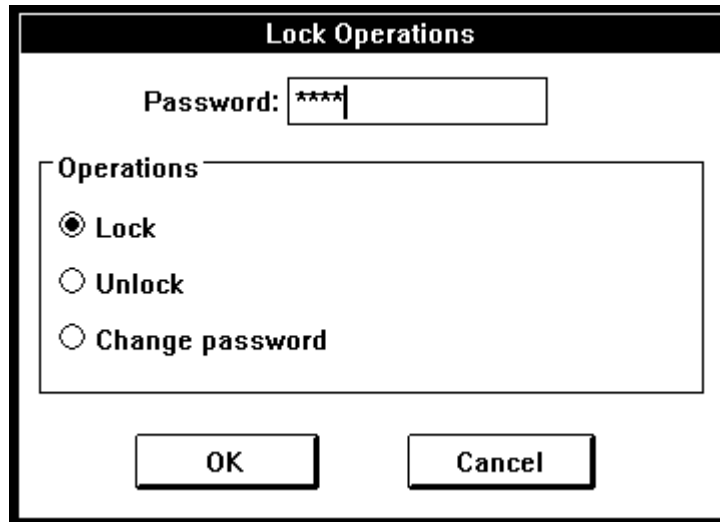 Lock Operations
Password: ****
Operations
Lock
Unlock
Change password
OK Cancel